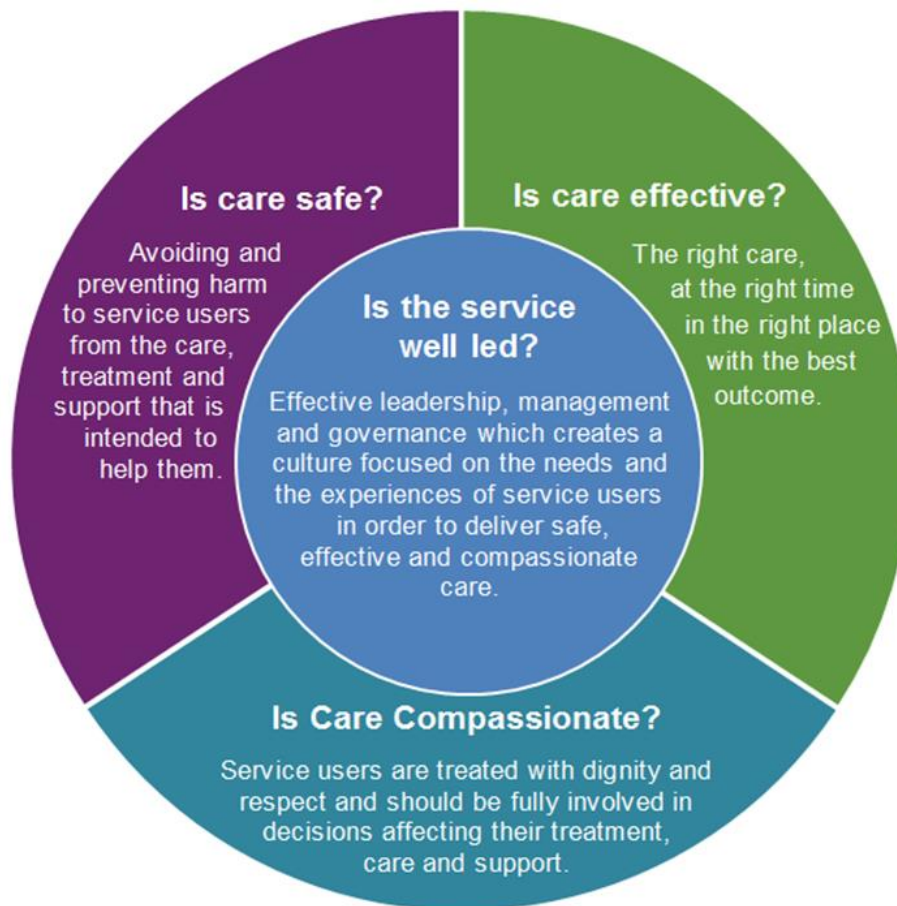 Is care safe?
Avoiding and
preventing harm
to service users
from the care,
treatment and
support that is
intended to
help them.
Is care effective?
The right care,
at the right time
in the right place
with the best
outcome.
Is the service
well led?
Effective leadership, management
and governance which creates a
culture focused on the needs and
the experiences of service users
in order to deliver safe,
effective and compassionate
care.
Is Care Compassionate?
Service users are treated with dignity and
respect and should be fully involved in
decisions affecting their treatment,
care and support.